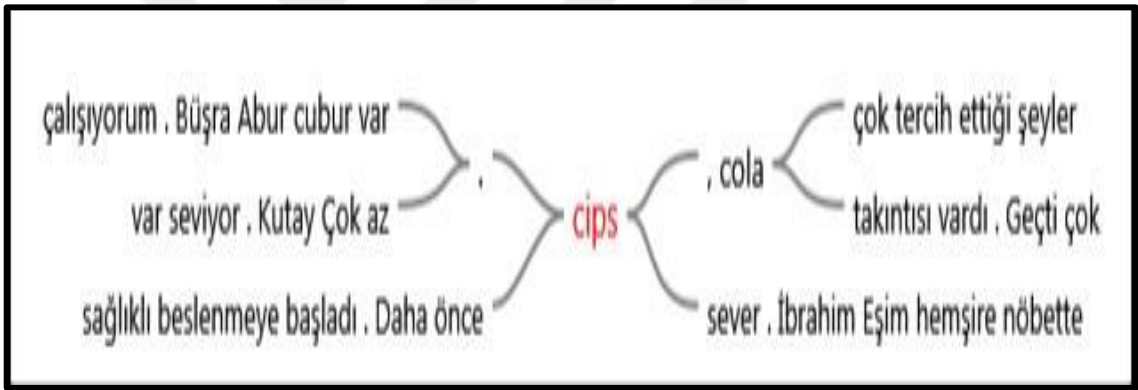 çalışıyorum . Büşra Abur cubur var
var seviyor . Kutay Çok az
.
sağlıklı beslenmeye başladı . Daha önce
cips
, cola
çok tercih ettiği şeyler
takıntısı vardı . Geçti çok
sever . İbrahim Eşim hemşire nöbette